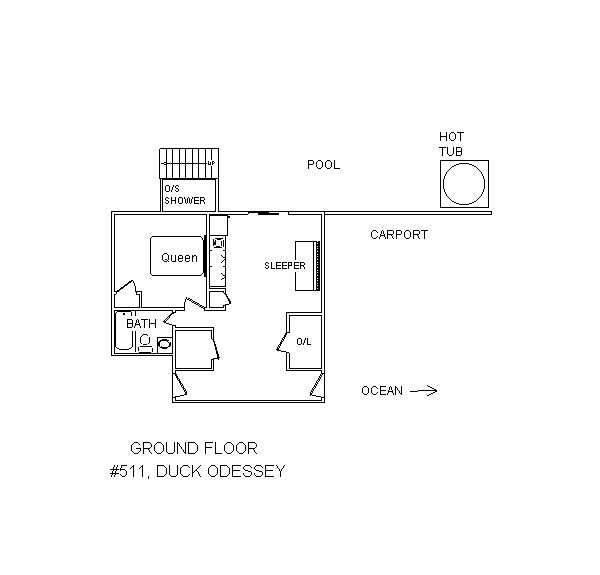 HOT
TUB
POOL
UP
O/S
SHOWER
CARPORT
Queen
SLEEPER
BATH
O/L
OCEAN
GROUND FLOOR
#511, DUCK ODESSEY